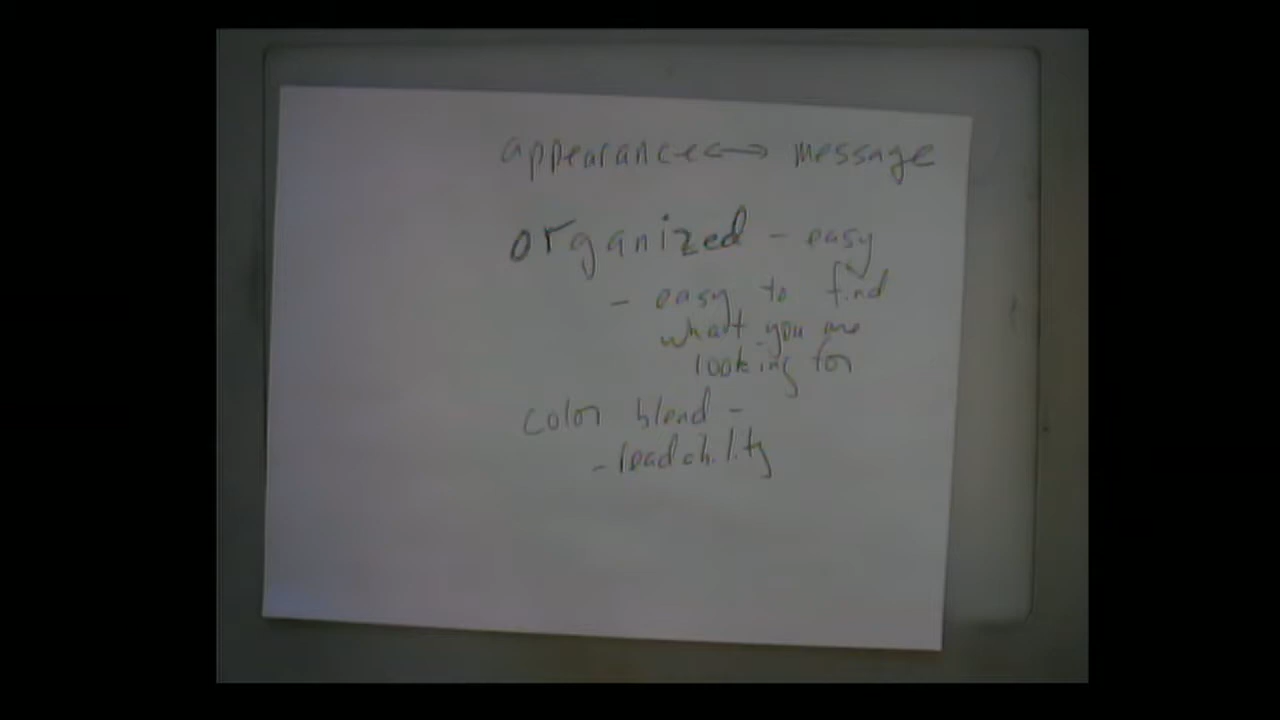 appearance <-> message
organized - easy
- easy to find
what you are
looking for
color blend -
- readability